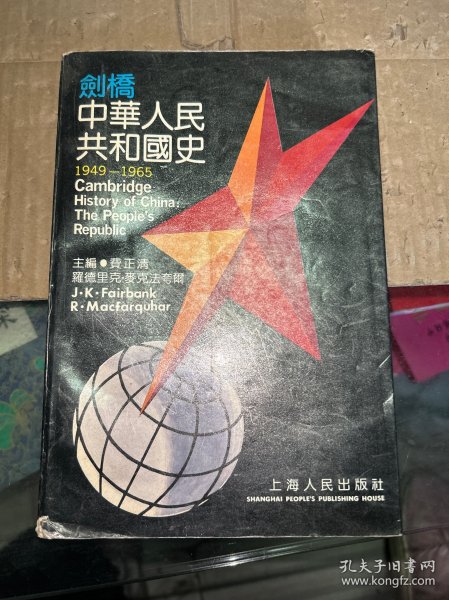 劍橋
中華人民
共和國史
1949—1965
Cambridge
History of China:
The People's
Republic
主編●費正清
羅德里克·麥克法夸爾
J·K·Fairbank
R·Macfarquhar
上海人民出版社
SHANGHAI PEOPLE'S PUBLISHING HOUSE
孔夫子旧书网
www.kongfz.com